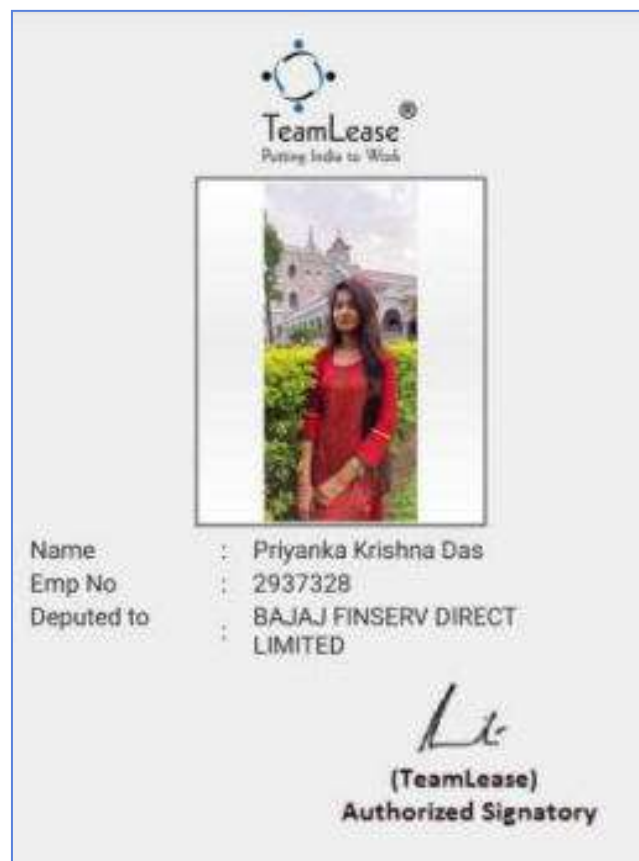 TeamLease®
Putting India to Work
Name : Priyanka Krishna Das
Emp No : 2937328
Deputed to : BAJAJ FINSERV DIRECT
LIMITED
(TeamLease)
Authorized Signatory